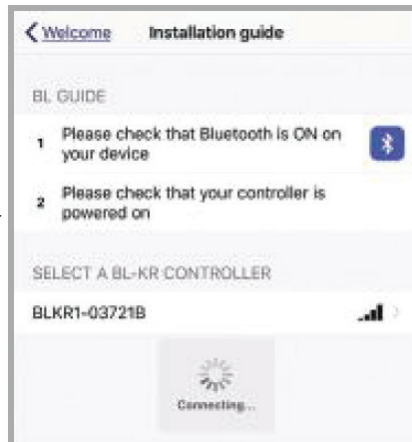 Welcome Installation guide
BL GUIDE
1 Please check that Bluetooth is ON on
your device
2 Please check that your controller is
powered on
SELECT A BL-KR CONTROLLER
BLKR1-03721B
Connecting...